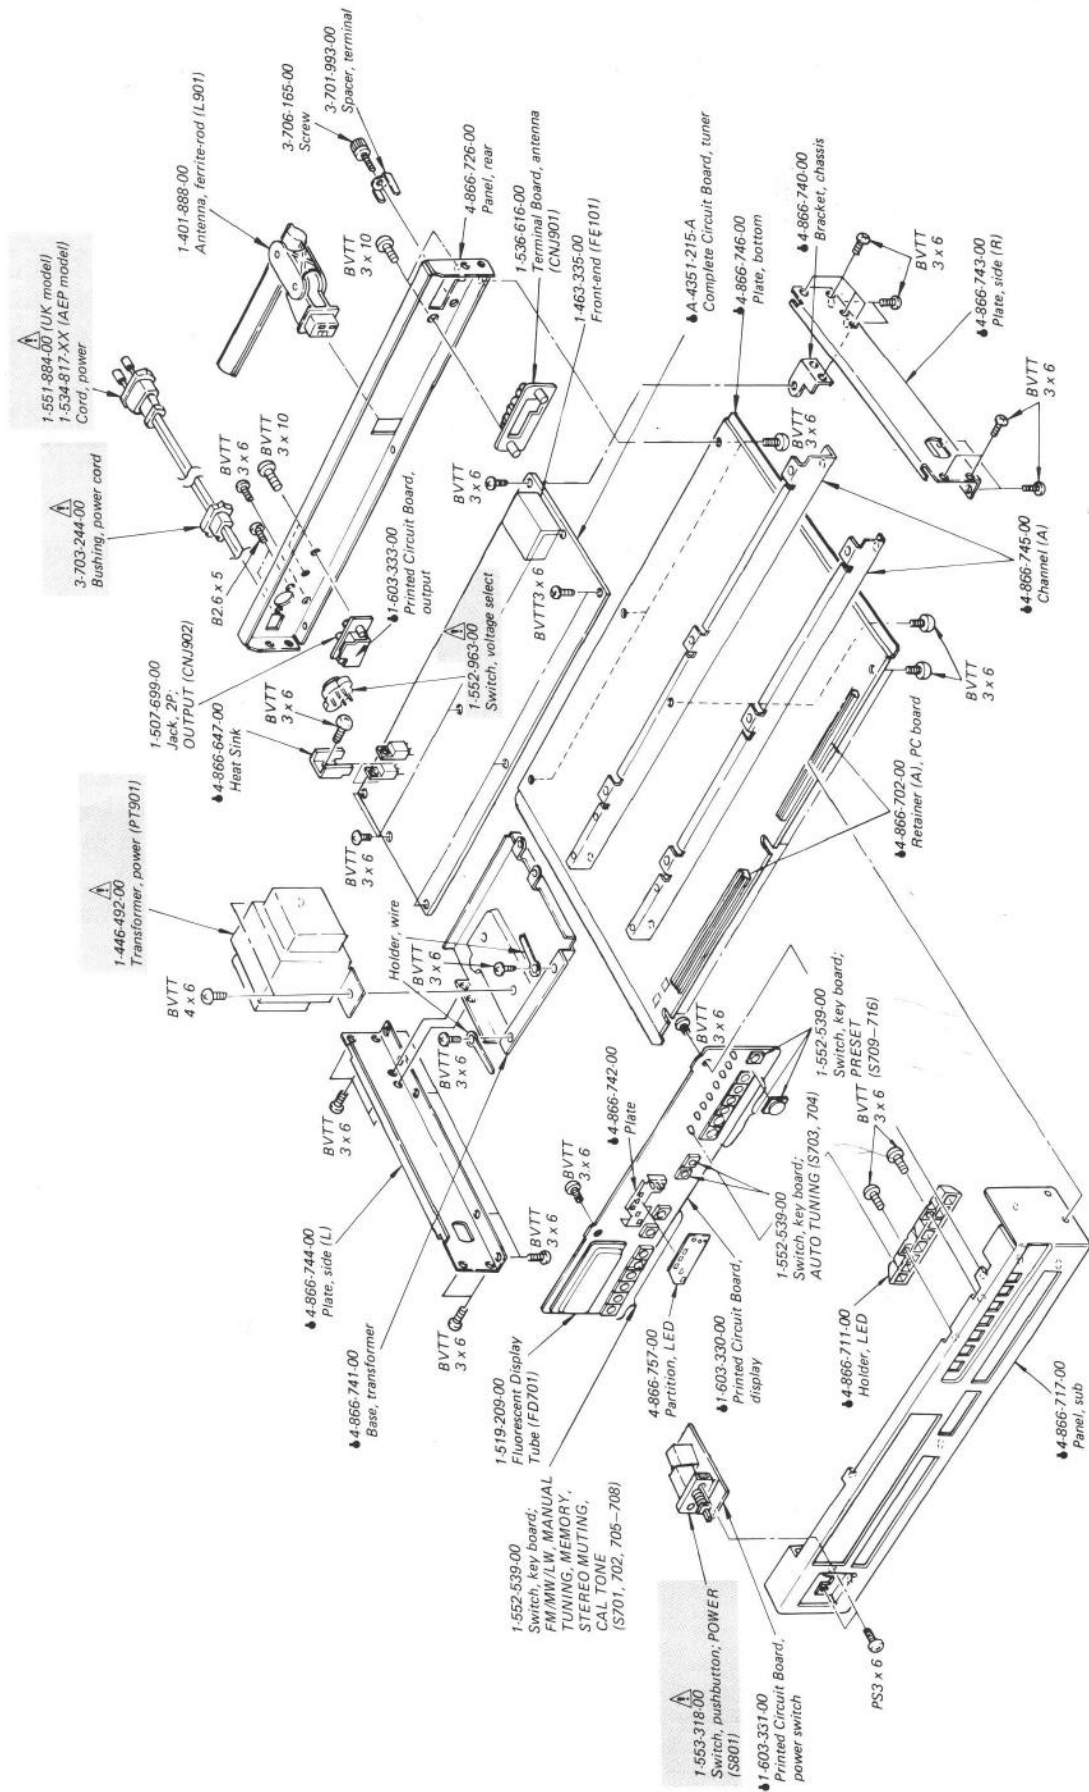 1-551-884-00 (UK model)
1-534-817-XX (AEP model)
Cord, power
3-703-244-00
Bushing, power cord
1-401-888-00
Antenna, ferrite-rod (L901)
3-706-165-00
Screw
3-701-993-00
Spacer, terminal
BVTT
3 x 6
B2.6 x 5
BVTT
3 x 10
BVTT
3 x 10
4-866-726-00
Panel, rear
1-536-616-00
Terminal Board, antenna
(CNJ901)
1-463-335-00
Front-end (FE101)
1-507-699-00
Jack, 2P;
OUTPUT (CNJ902)
4-866-647-00
Heat Sink
BVTT
3 x 6
1-603-333-00
Printed Circuit Board,
output
1-552-963-00
Switch, voltage select
BVTT
3 x 6
BVTT3 x 6
A-4351-215-A
Complete Circuit Board, tuner
4-866-746-00
Plate, bottom
4-866-740-00
Bracket, chassis
BVTT
3 x 6
4-866-743-00
Plate, side (R)
BVTT
3 x 6
BVTT
3 x 6
4-866-745-00
Channel (A)
BVTT
3 x 6
4-866-702-00
Retainer (A), PC board
1-446-492-00
Transformer, power (PT901)
BVTT
4 x 6
BVTT
3 x 6
Holder, wire
BVTT
3 x 6
BVTT
3 x 6
BVTT
3 x 6
4-866-744-00
Plate, side (L)
BVTT
3 x 6
BVTT
3 x 6
4-866-741-00
Base, transformer
BVTT
3 x 6
4-866-742-00
Plate
BVTT
3 x 6
1-552-539-00
Switch, key board;
PRESET
(S709-716)
1-552-539-00
Switch, key board;
AUTO TUNING (S703, 704)
1-519-209-00
Fluorescent Display
Tube (FD701)
1-552-539-00
Switch, key board;
FM/MW/LW, MANUAL
TUNING, MEMORY,
STEREO MUTING,
CAL TONE
(S701, 702, 705-708)
4-866-757-00
Partition, LED
1-603-330-00
Printed Circuit Board,
display
BVTT
3 x 6
4-866-711-00
Holder, LED
4-866-717-00
Panel, sub
1-553-318-00
Switch, pushbutton; POWER
(S801)
1-603-331-00
Printed Circuit Board,
power switch
PS3 x 6